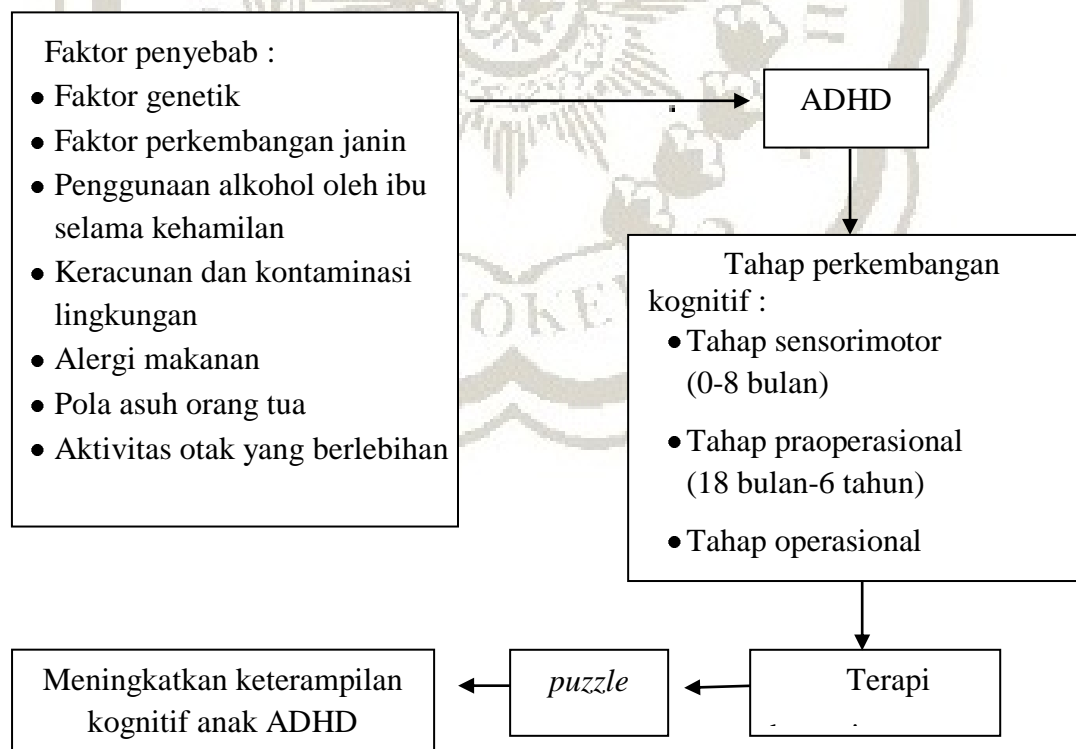 Faktor penyebab :
● Faktor genetik
● Faktor perkembangan janin
● Penggunaan alkohol oleh ibu
selama kehamilan
● Keracunan dan kontaminasi
lingkungan
● Alergi makanan
● Pola asuh orang tua
● Aktivitas otak yang berlebihan
ADHD
Tahap perkembangan
kognitif :
● Tahap sensorimotor
(0-8 bulan)
● Tahap praoperasional
(18 bulan-6 tahun)
● Tahap operasional
Terapi
puzzle
Meningkatkan keterampilan
kognitif anak ADHD